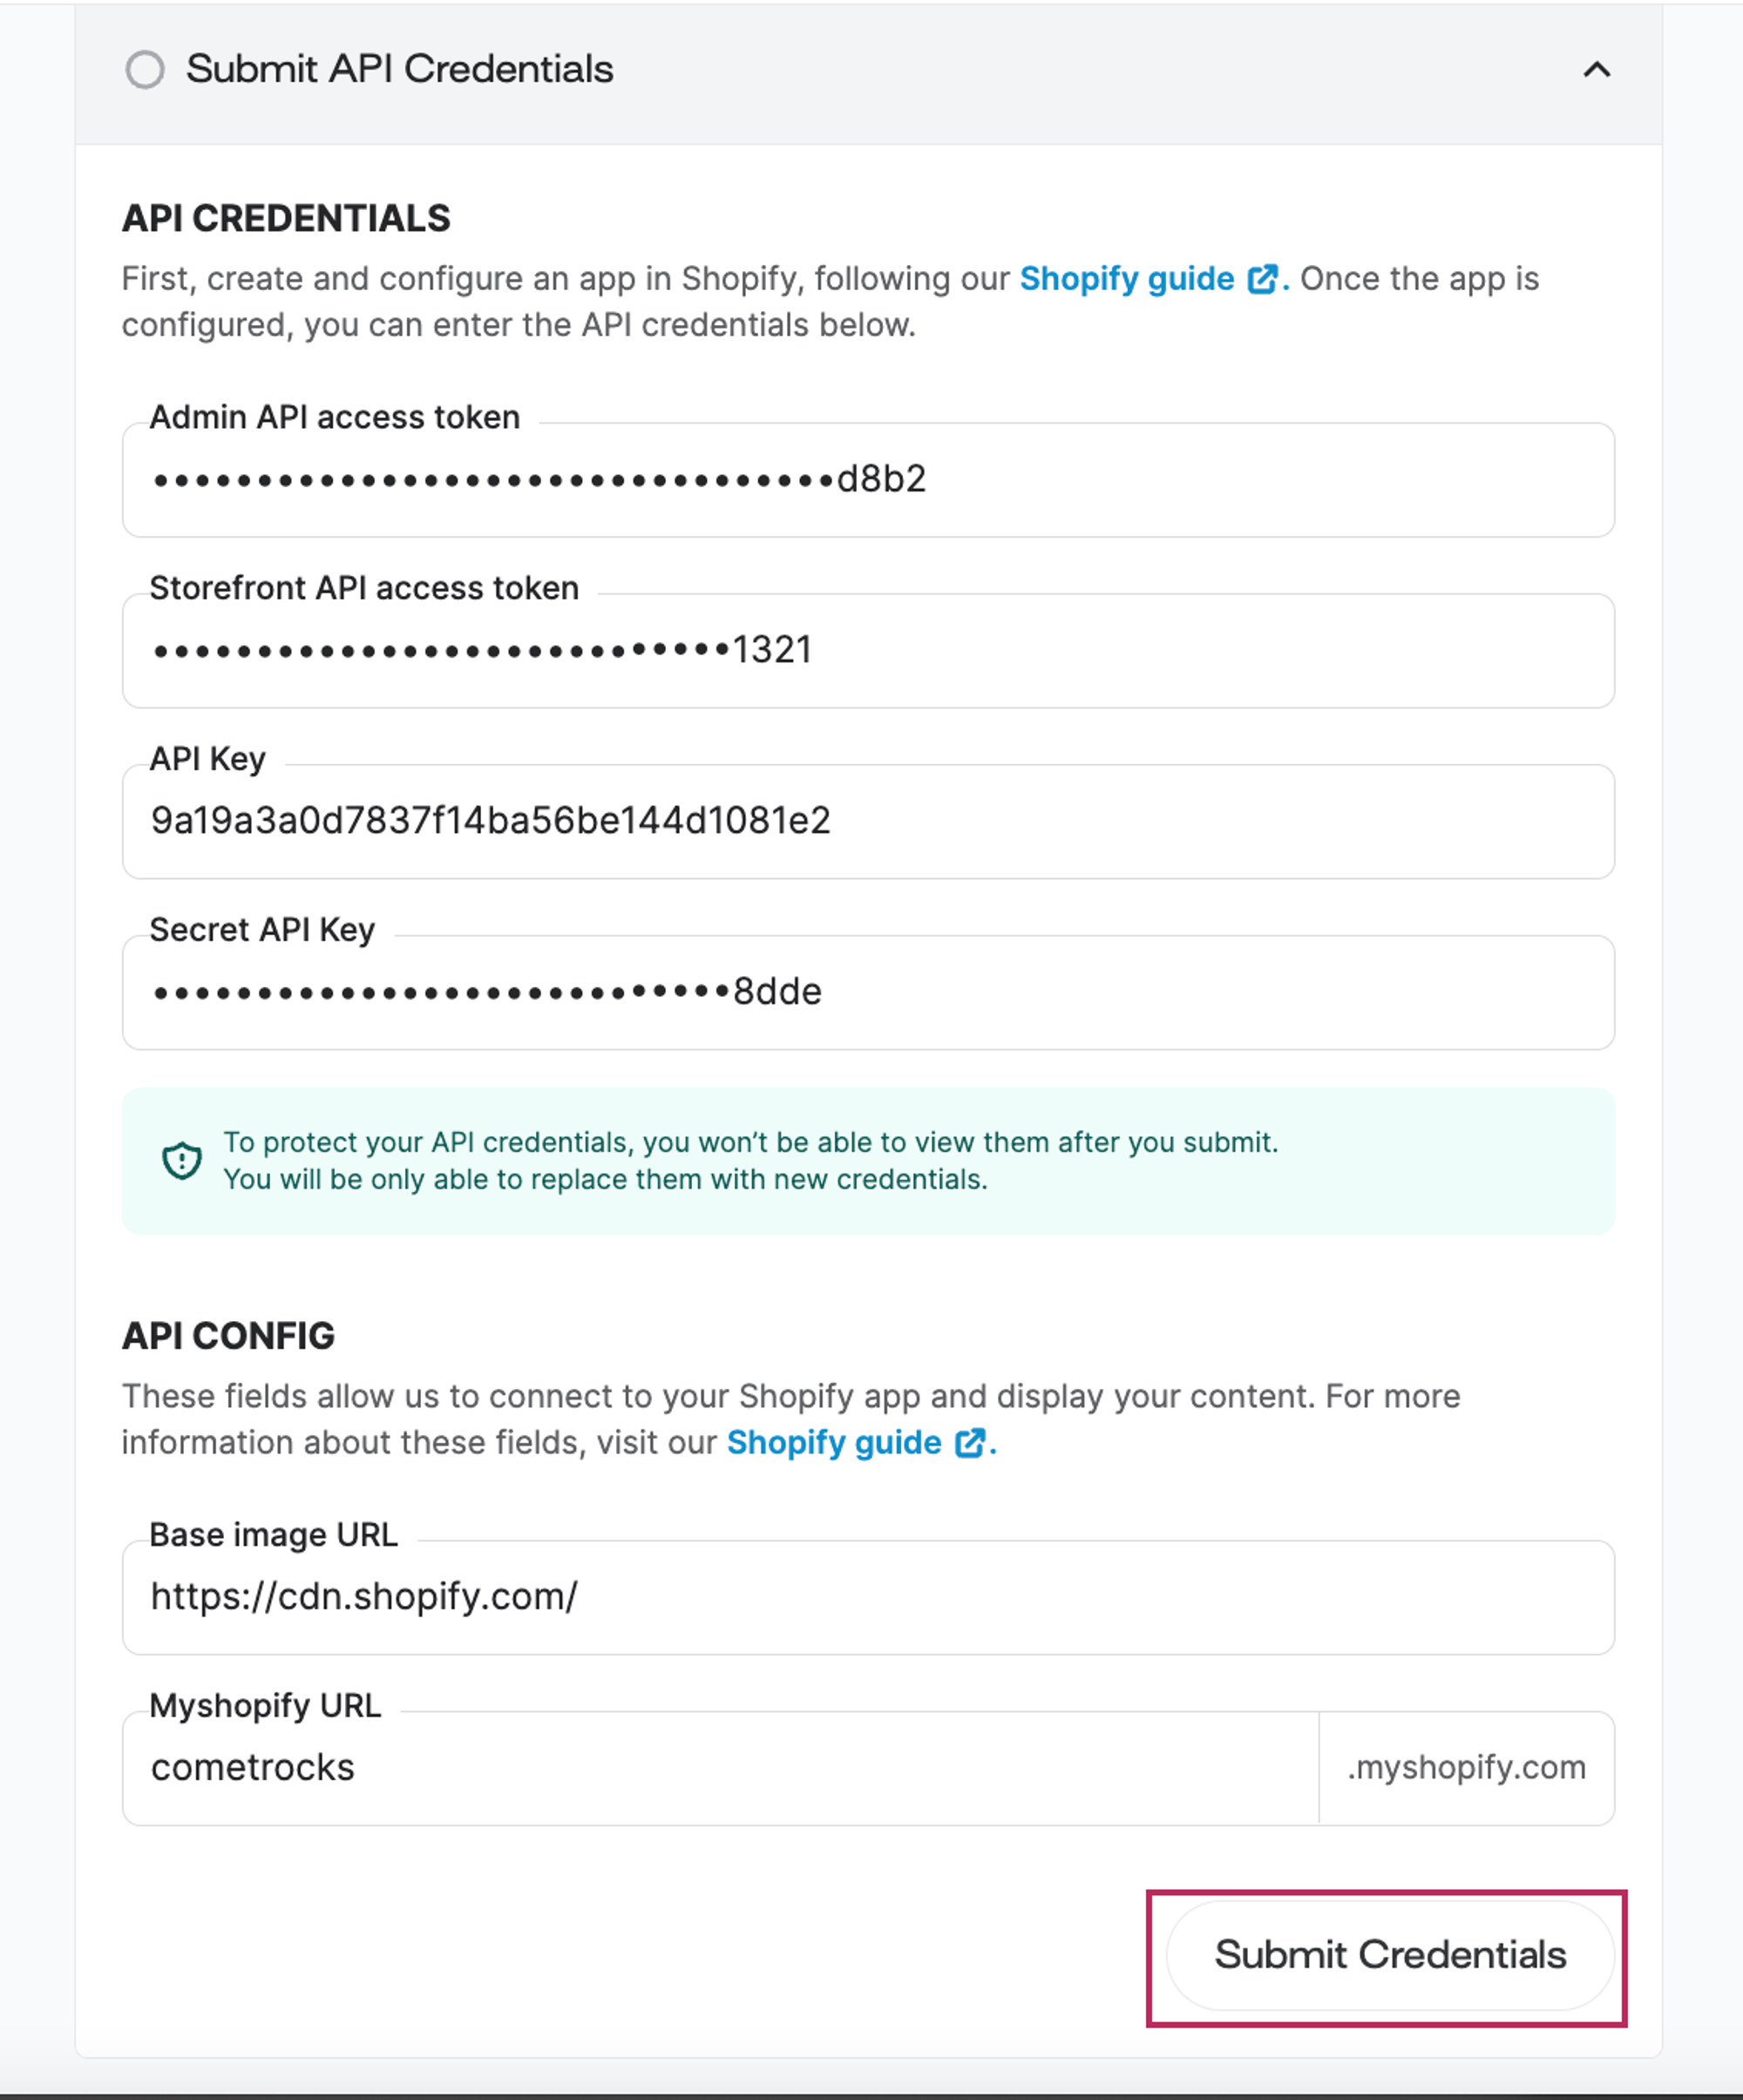 Submit API Credentials
API CREDENTIALS
First, create and configure an app in Shopify, following our Shopify guide. Once the app is
configured, you can enter the API credentials below.
Admin API access token
•••••••••••••••••••••••••••••••••d8b2
Storefront API access token
••••••••••••••••••••••••••••1321
API Key
9a19a3a0d7837f14ba56be144d1081e2
Secret API Key
••••••••••••••••••••••••••••8dde
To protect your API credentials, you won’t be able to view them after you submit.
You will be only able to replace them with new credentials.
API CONFIG
These fields allow us to connect to your Shopify app and display your content. For more
information about these fields, visit our Shopify guide.
Base image URL
https://cdn.shopify.com/
Myshopify URL
cometrocks .myshopify.com
Submit Credentials